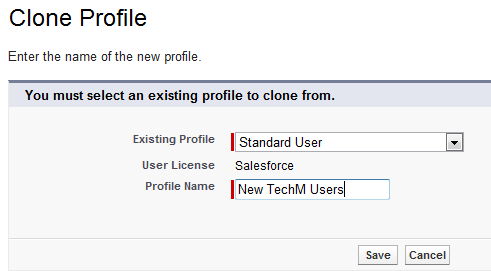 Clone Profile
Enter the name of the new profile.
You must select an existing profile to clone from.
Existing Profile Standard User
User License Salesforce
Profile Name New TechM Users
Save Cancel